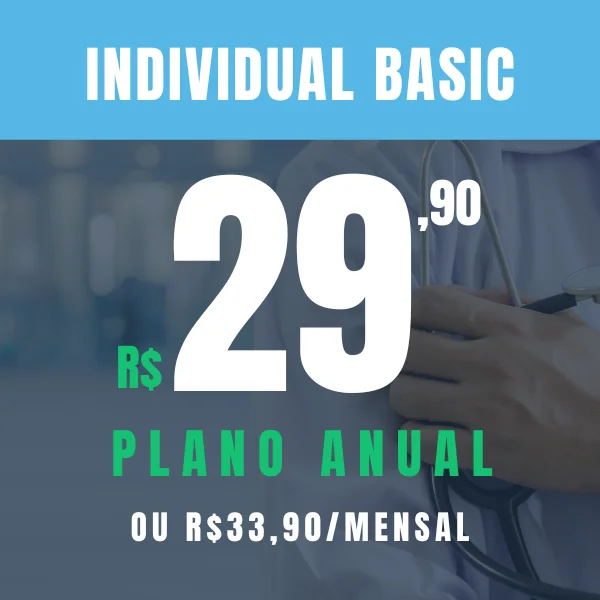 INDIVIDUAL BASIC
R$ 29,90
PLANO ANUAL
OU R$33,90/MENSAL